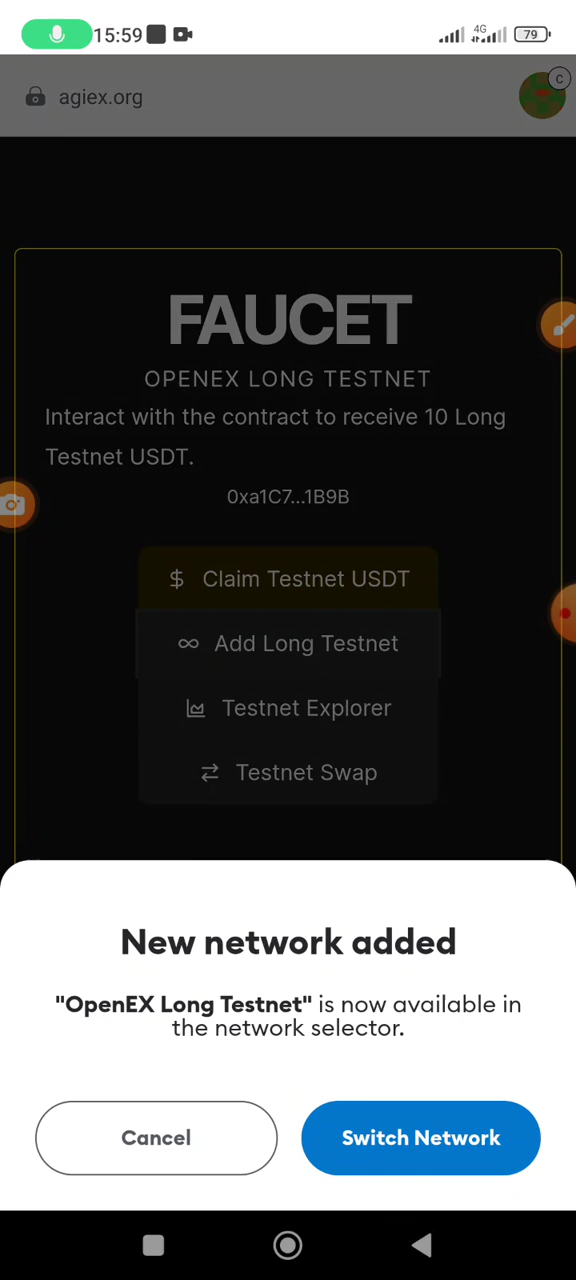 15:59
4G
79
agiex.org
C
FAUCET
OPENEX LONG TESTNET
Interact with the contract to receive 10 Long
Testnet USDT.
0xa1C7...1B9B
$ Claim Testnet USDT
Add Long Testnet
Testnet Explorer
Testnet Swap
New network added
"OpenEX Long Testnet" is now available in
the network selector.
Cancel
Switch Network